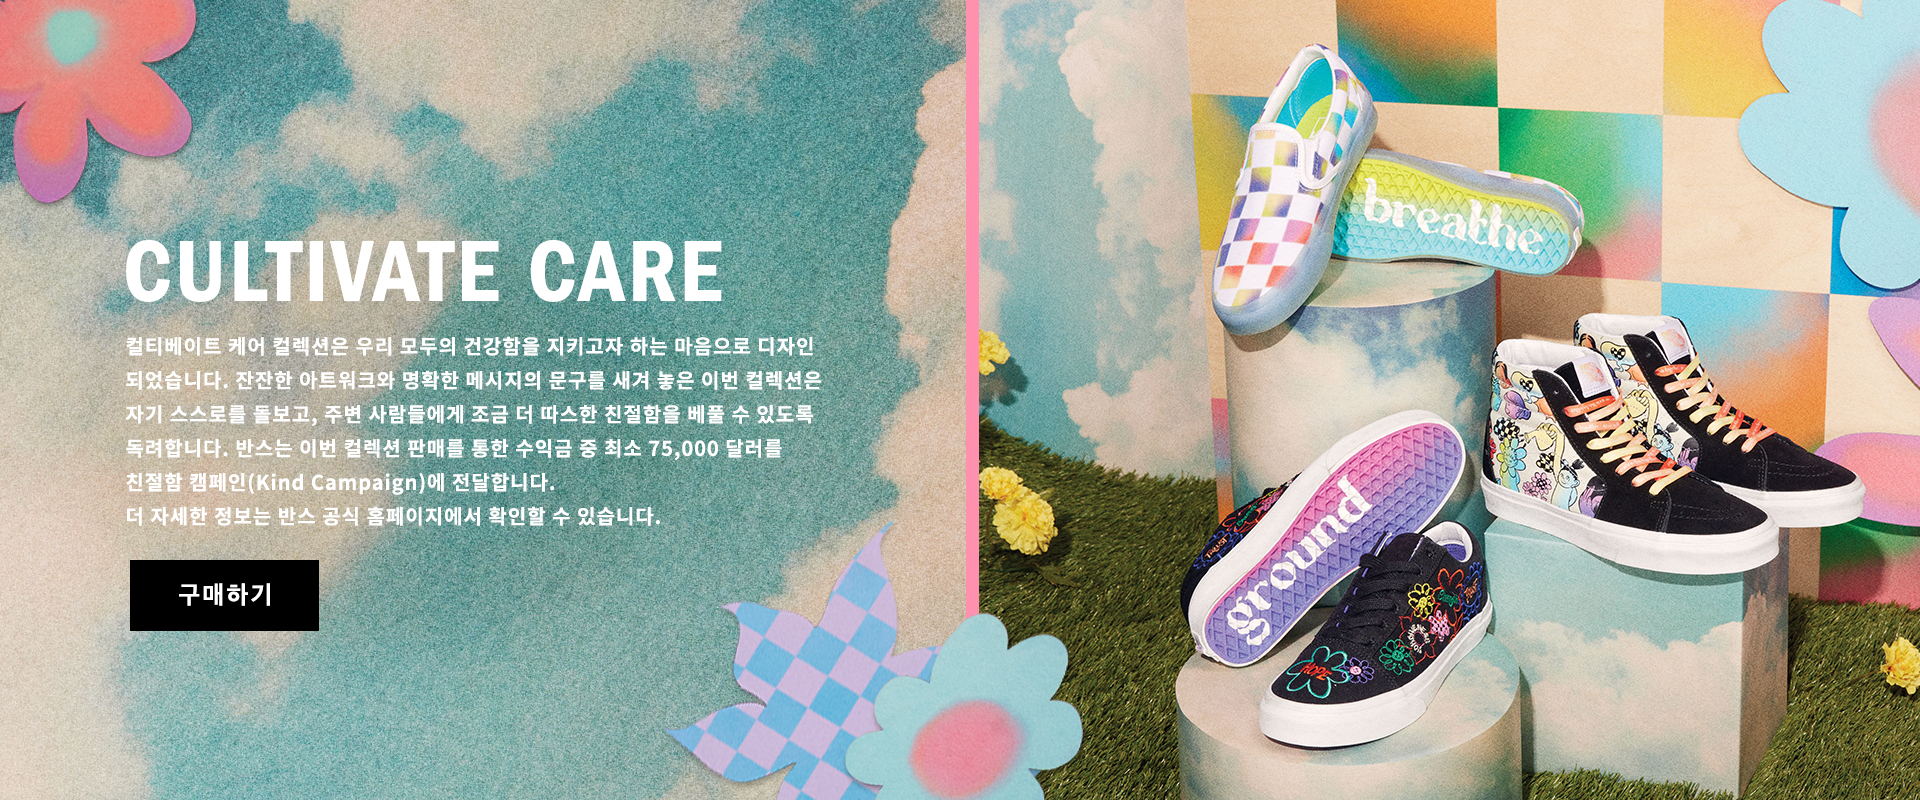 CULTIVATE CARE
컬티베이트 케어 컬렉션은 우리 모두의 건강함을 지키고자 하는 마음으로 디자인
되었습니다. 잔잔한 아트워크와 명확한 메시지의 문구를 새겨 놓은 이번 컬렉션은
자기 스스로를 돌보고, 주변 사람들에게 조금 더 따스한 친절함을 베풀 수 있도록
독려합니다. 반스는 이번 컬렉션 판매를 통한 수익금 중 최소 75,000 달러를
친절함 캠페인(Kind Campaign)에 전달합니다.
더 자세한 정보는 반스 공식 홈페이지에서 확인할 수 있습니다.
구매하기
breathe
ground
HOPE